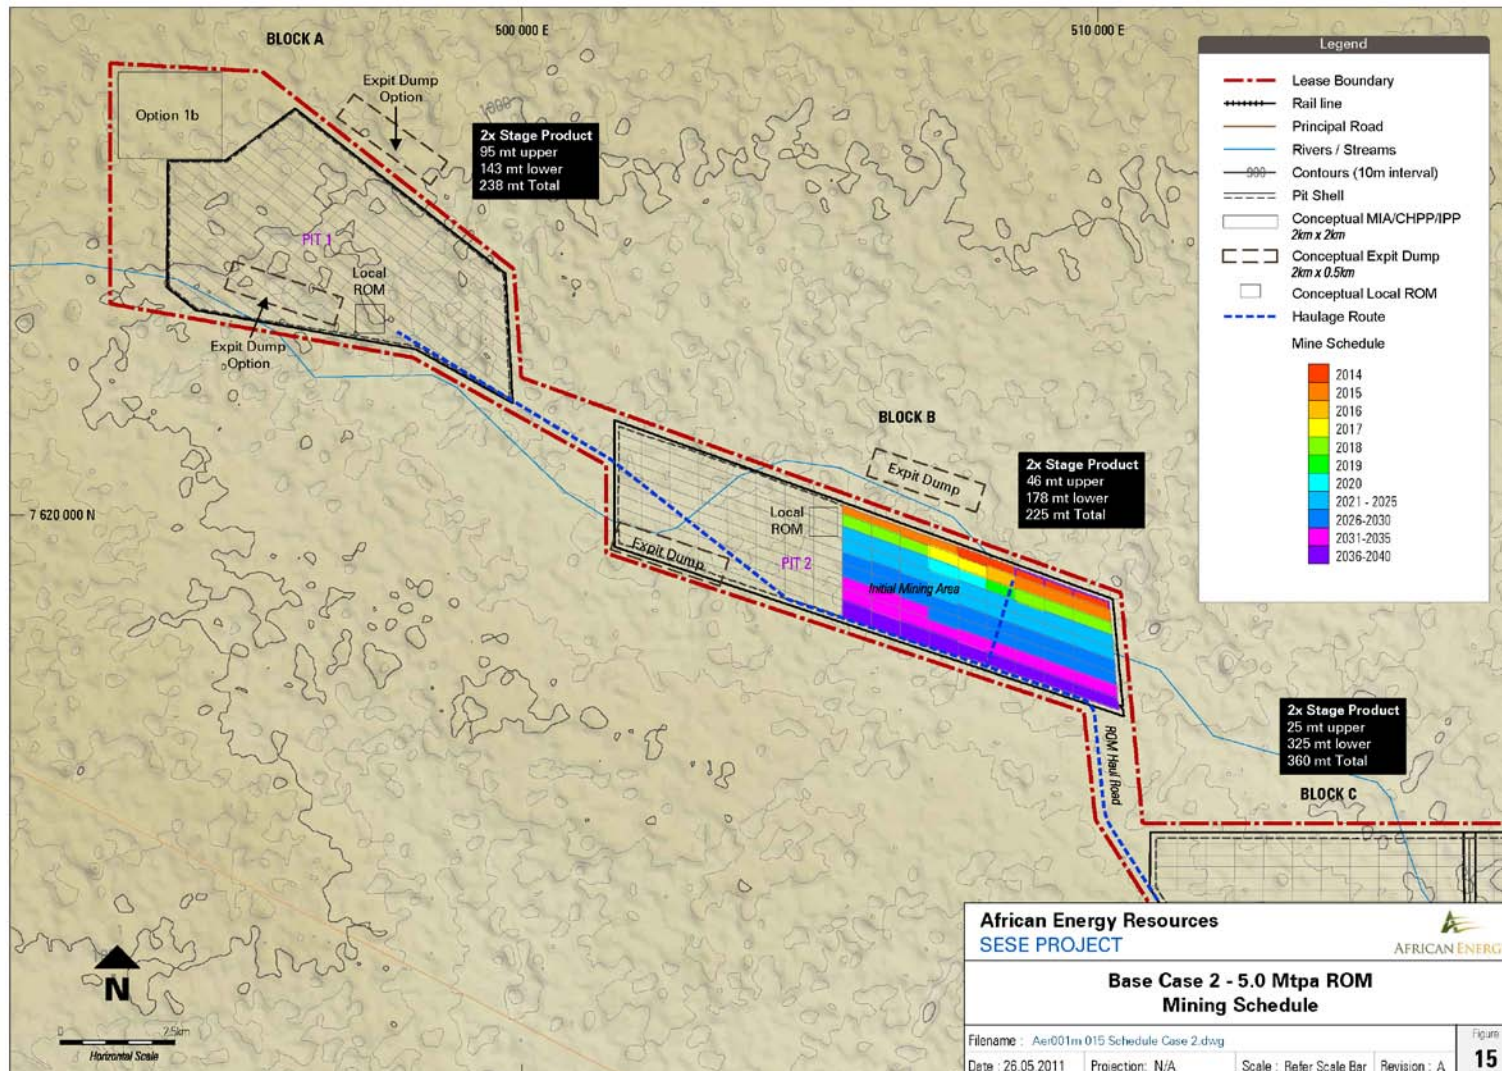 BLOCK A
500 000 E
510 000 E
Option 1b
Expit Dump
Option
1000
2x Stage Product
95 mt upper
143 mt lower
238 mt Total
PIT 1
Local
ROM
Expit Dump
Option
BLOCK B
Expit Dump
2x Stage Product
46 mt upper
178 mt lower
225 mt Total
7 620 000 N
Local
ROM
Expit Dump
PIT 2
Initial Mining Area
ROM Haul Road
2x Stage Product
25 mt upper
325 mt lower
360 mt Total
BLOCK C
Legend
Lease Boundary
Rail line
Principal Road
Rivers / Streams
900 Contours (10m interval)
Pit Shell
Conceptual MIA/CHPP/IPP
2km x 2km
Conceptual Expit Dump
2km x 0.5km
Conceptual Local ROM
Haulage Route
Mine Schedule
2014
2015
2016
2017
2018
2019
2020
2021 - 2025
2026-2030
2031-2035
2036-2040
N
0 2.5km
Horizontal Scale
African Energy Resources
SESE PROJECT
AFRICAN ENERG
Base Case 2 - 5.0 Mtpa ROM
Mining Schedule
Filename : Aer001m 015 Schedule Case 2.dwg
Date : 26.05.2011 Projection: N/A Scale : Refer Scale Bar Revision : A
Figure
15